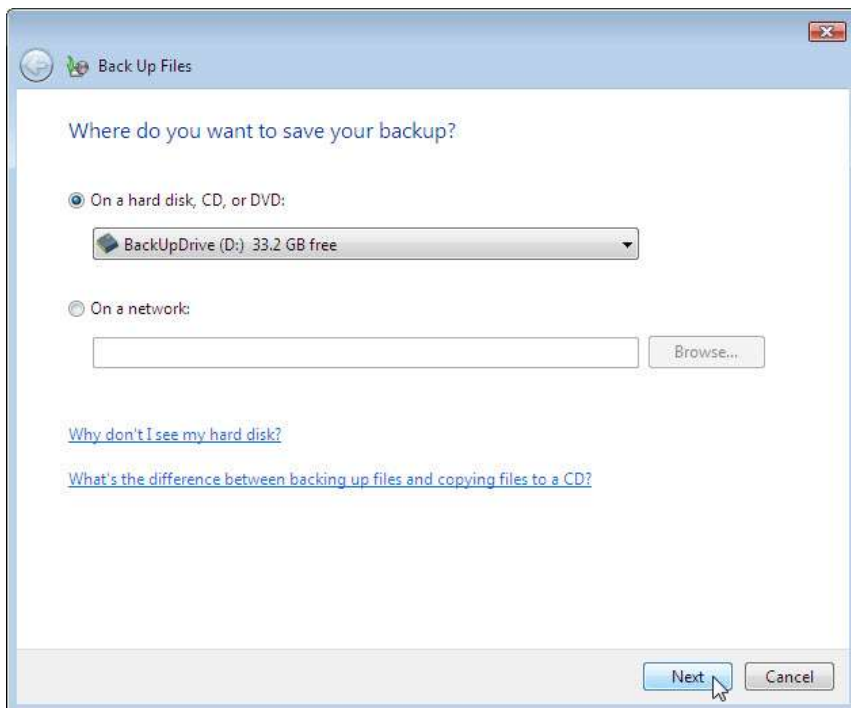 Back Up Files
Where do you want to save your backup?
On a hard disk, CD, or DVD:
BackUpDrive (D:) 33.2 GB free
On a network:
Browse...
Why don't I see my hard disk?
What's the difference between backing up files and copying files to a CD?
Next Cancel